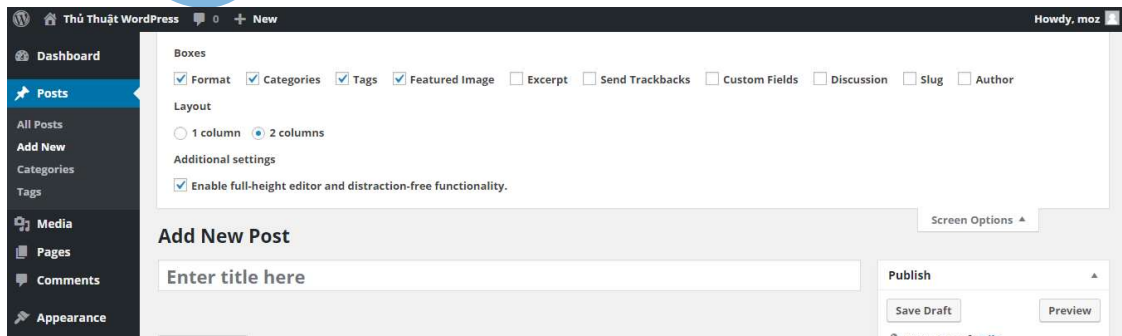 Thủ Thuật WordPress 0 + New Howdy, moz
Dashboard
Posts
All Posts
Add New
Categories
Tags
Media
Pages
Comments
Appearance
Boxes
Format Categories Tags Featured Image Excerpt Send Trackbacks Custom Fields Discussion Slug Author
Layout
1 column 2 columns
Additional settings
Enable full-height editor and distraction-free functionality.
Screen Options
Add New Post
Enter title here
Publish
Save Draft Preview